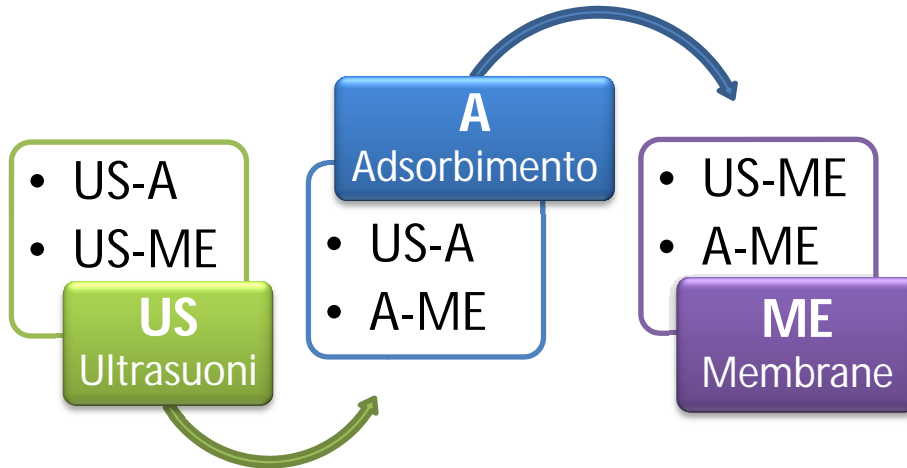 • US-A
• US-ME
US
Ultrasuoni
A
Adsorbimento
• US-A
• A-ME
• US-ME
• A-ME
ME
Membrane